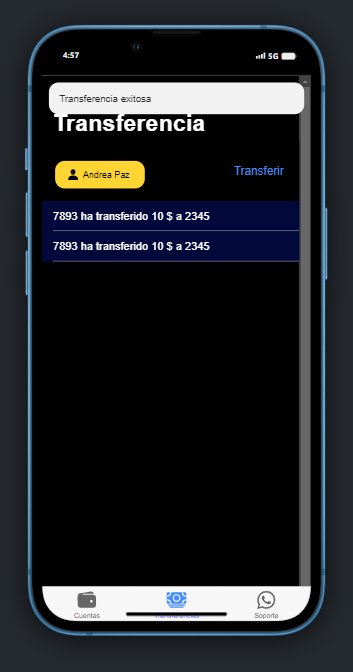 4:57
5G
Transferencia exitosa
Transferencia
Andrea Paz
Transferir
7893 ha transferido 10 $ a 2345
7893 ha transferido 10 $ a 2345
Cuentas
Transferencias
Soporte